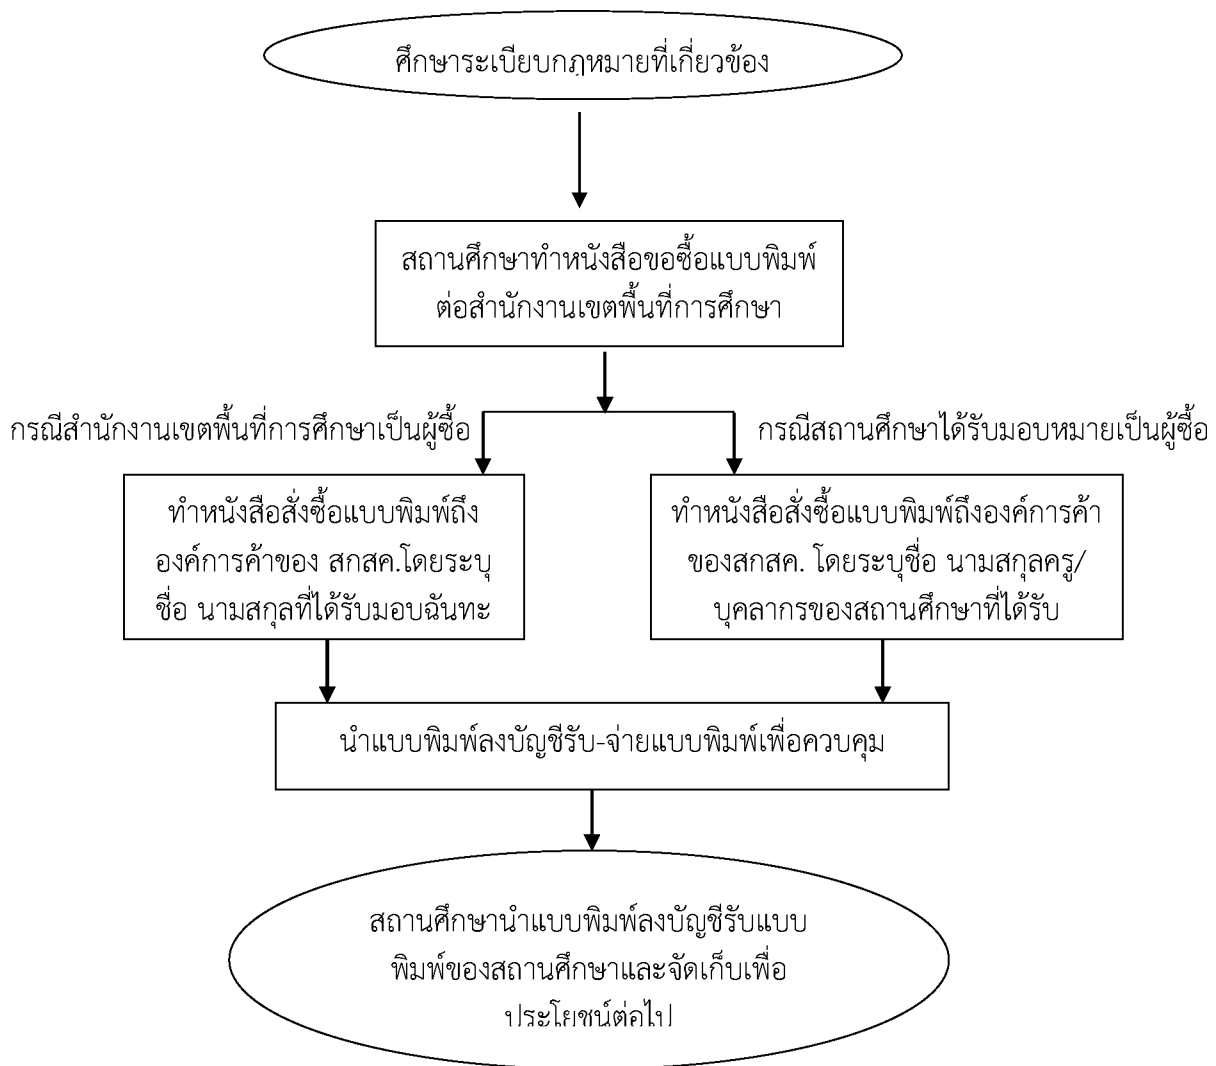 ศึกษาระเบียบกฎหมายที่เกี่ยวข้อง
สถานศึกษาทำหนังสือขอซื้อแบบพิมพ์
ต่อสำนักงานเขตพื้นที่การศึกษา
กรณีสำนักงานเขตพื้นที่การศึกษาเป็นผู้ซื้อ
กรณีสถานศึกษาได้รับมอบหมายเป็นผู้ซื้อ
ทำหนังสือสั่งซื้อแบบพิมพ์ถึง
องค์การค้าของ สกสค.โดยระบุ
ชื่อ นามสกุลที่ได้รับมอบฉันทะ
ทำหนังสือสั่งซื้อแบบพิมพ์ถึงองค์การค้า
ของสกสค. โดยระบุชื่อ นามสกุลครู/
บุคลากรของสถานศึกษาที่ได้รับ
นำแบบพิมพ์ลงบัญชีรับ-จ่ายแบบพิมพ์เพื่อควบคุม
สถานศึกษานำแบบพิมพ์ลงบัญชีรับแบบ
พิมพ์ของสถานศึกษาและจัดเก็บเพื่อ
ประโยชน์ต่อไป